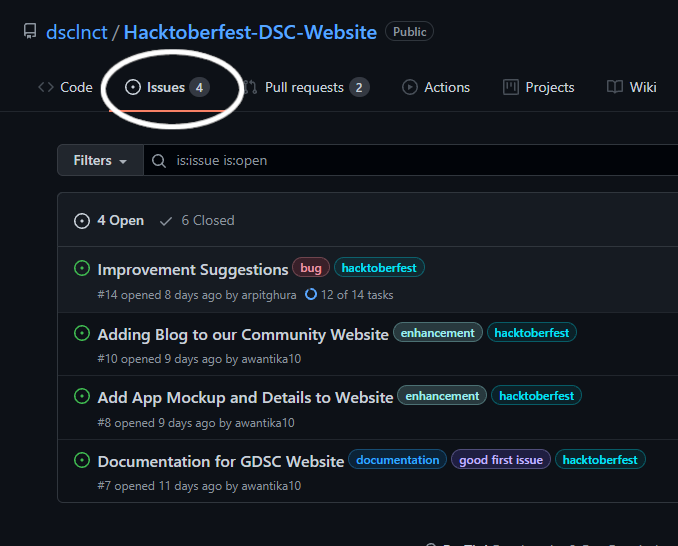 dsclnct / Hacktoberfest-DSC-Website Public
Code Issues 4 Pull requests 2 Actions Projects Wiki
Filters is:issue is:open
4 Open 6 Closed
Improvement Suggestions bug hacktoberfest
#14 opened 8 days ago by arpitghura 12 of 14 tasks
Adding Blog to our Community Website enhancement hacktoberfest
#10 opened 9 days ago by awantika10
Add App Mockup and Details to Website enhancement hacktoberfest
#8 opened 9 days ago by awantika10
Documentation for GDSC Website documentation good first issue hacktoberfest
#7 opened 11 days ago by awantika10